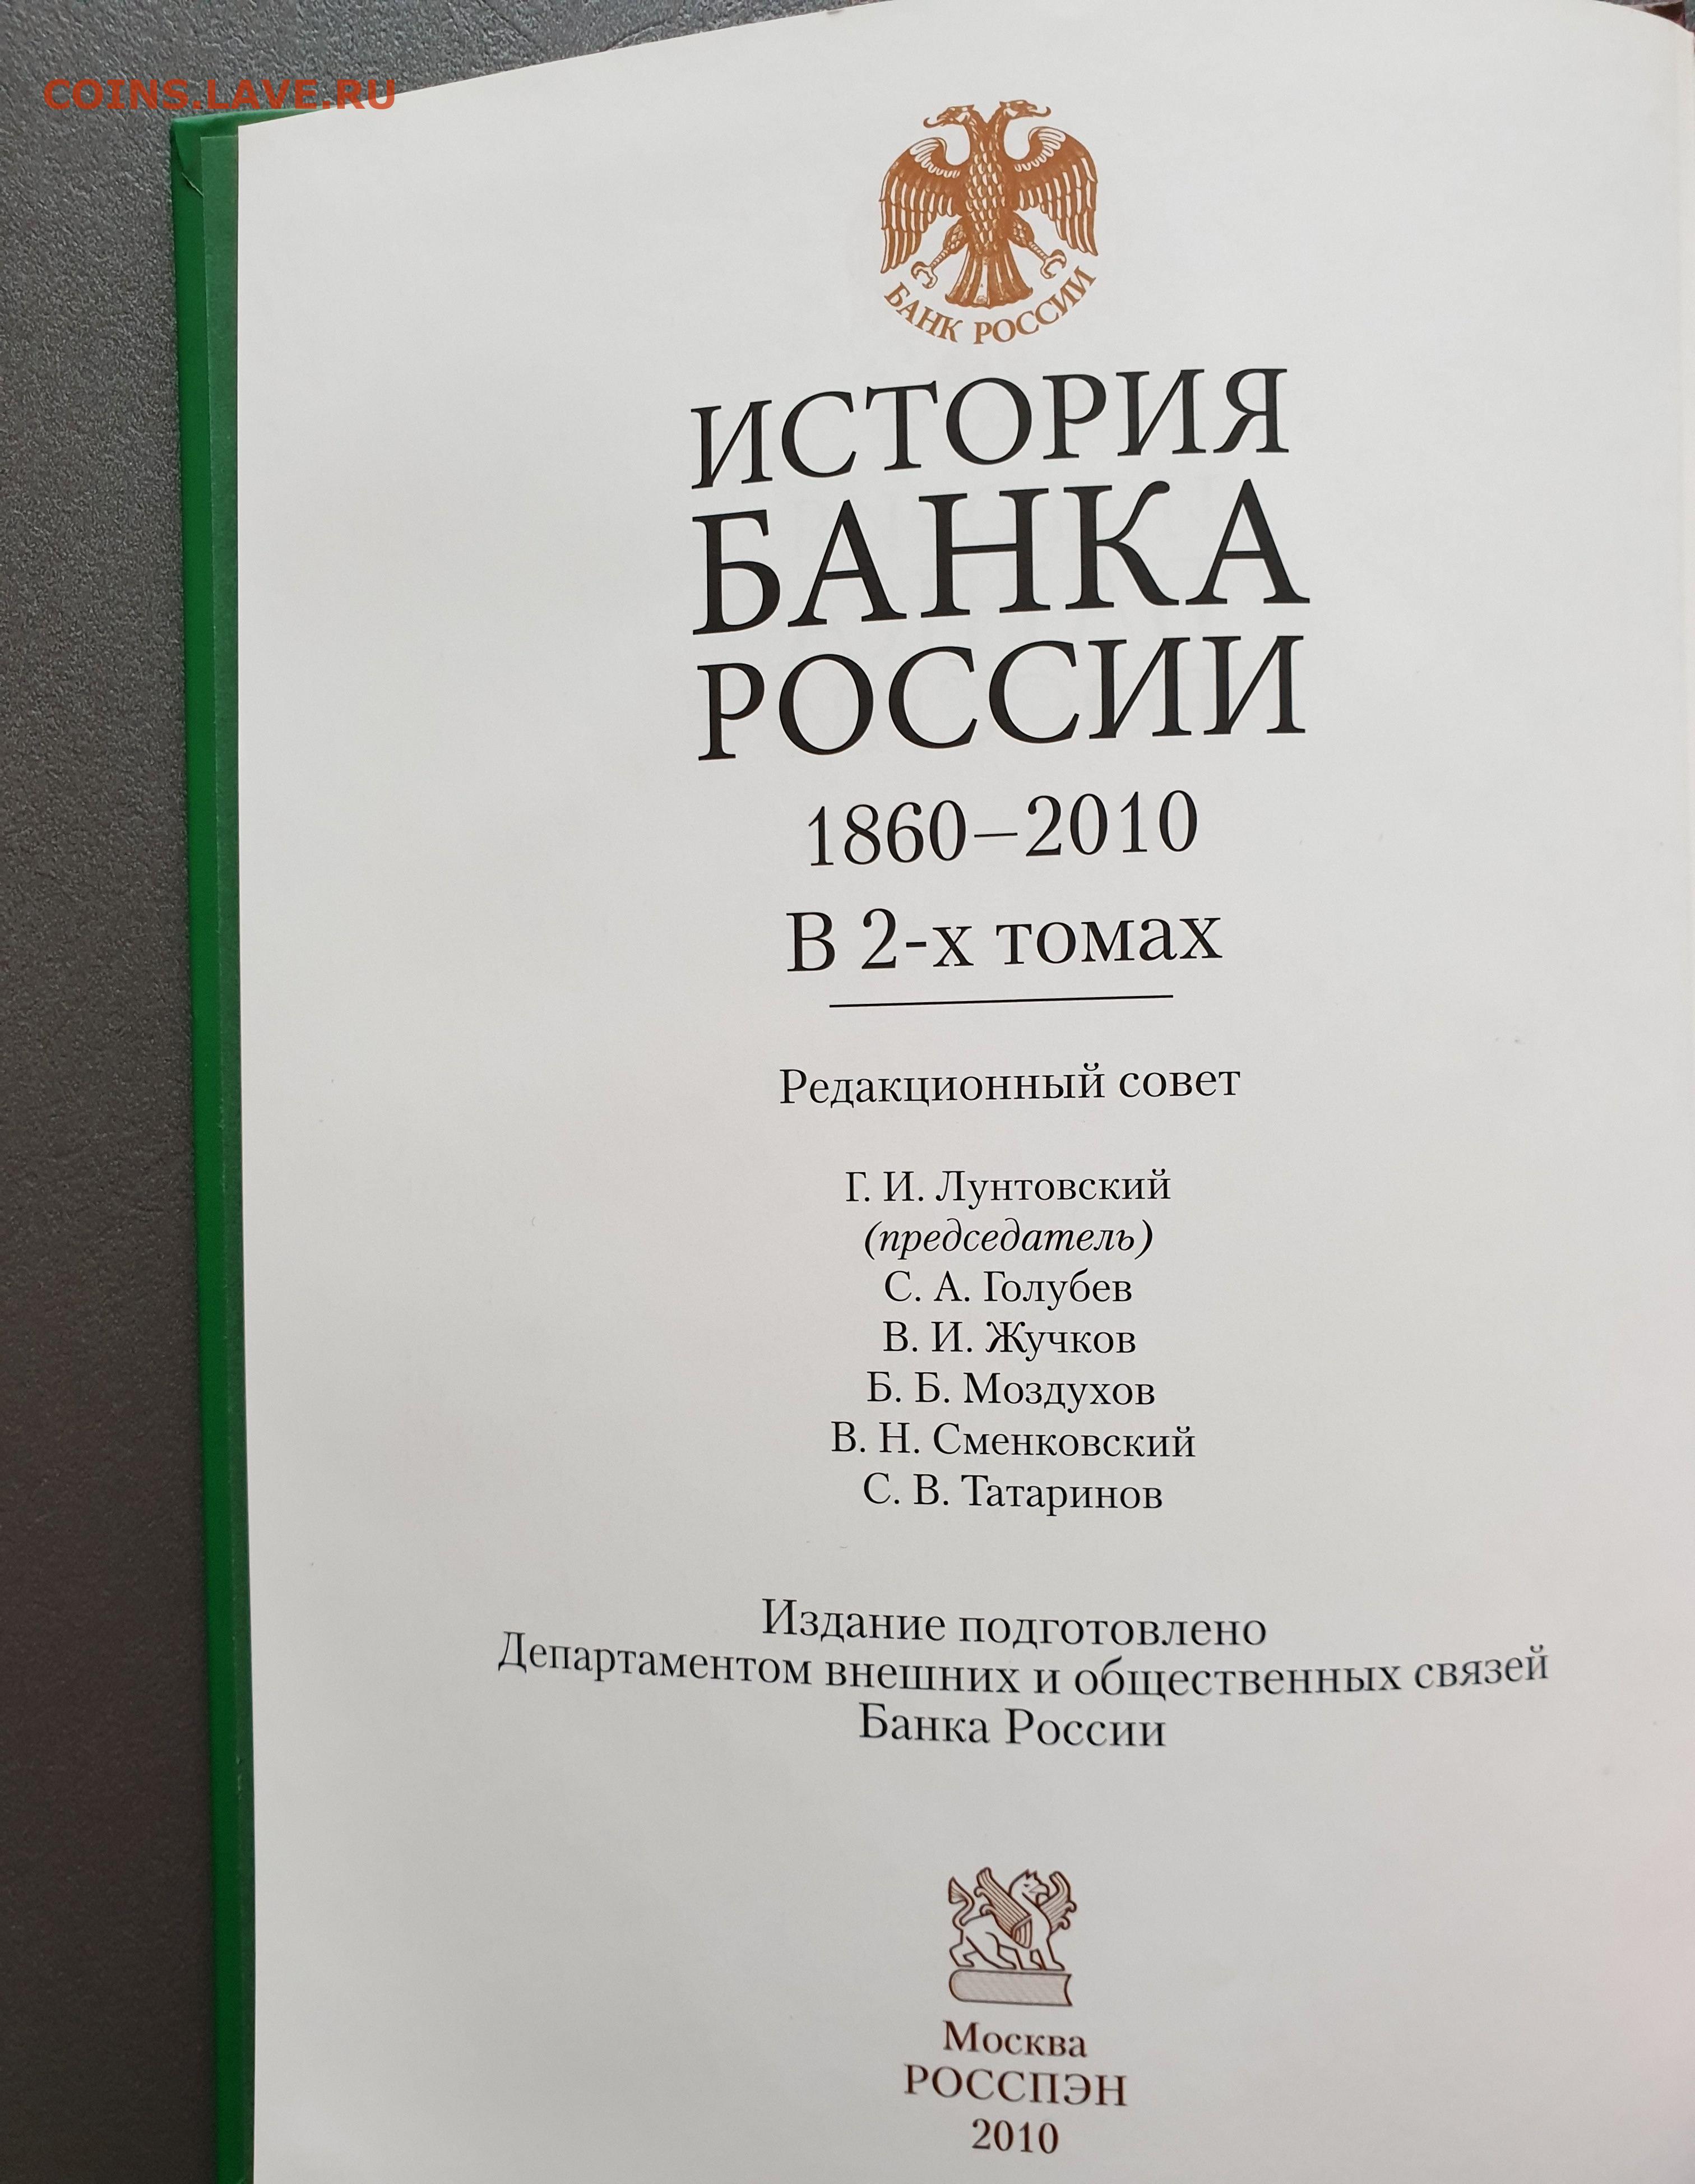 COINS.LAVE.RU
БАНК РОССИИ
ИСТОРИЯ
БАНКА
РОССИИ
1860–2010
В 2-х томах
Редакционный совет
Г. И. Лунтовский
(председатель)
С. А. Голубев
В. И. Жучков
Б. Б. Моздухов
В. Н. Сменковский
С. В. Татаринов
Издание подготовлено
Департаментом внешних и общественных связей
Банка России
Москва
РОССПЭН
2010